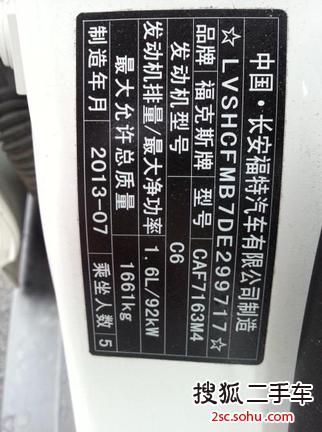 中国·长安福特汽车有限公司制造
☆LVSHCFMB7DE299717☆
品牌 福克斯牌 CAF7163M4
发动机型号 C6
发动机排量/最大净功率 1.6L/92kW
最大允许总质量 1661kg
制造年月 2013-07 乘坐人数 5
搜狐二手车
2sc.sohu.com